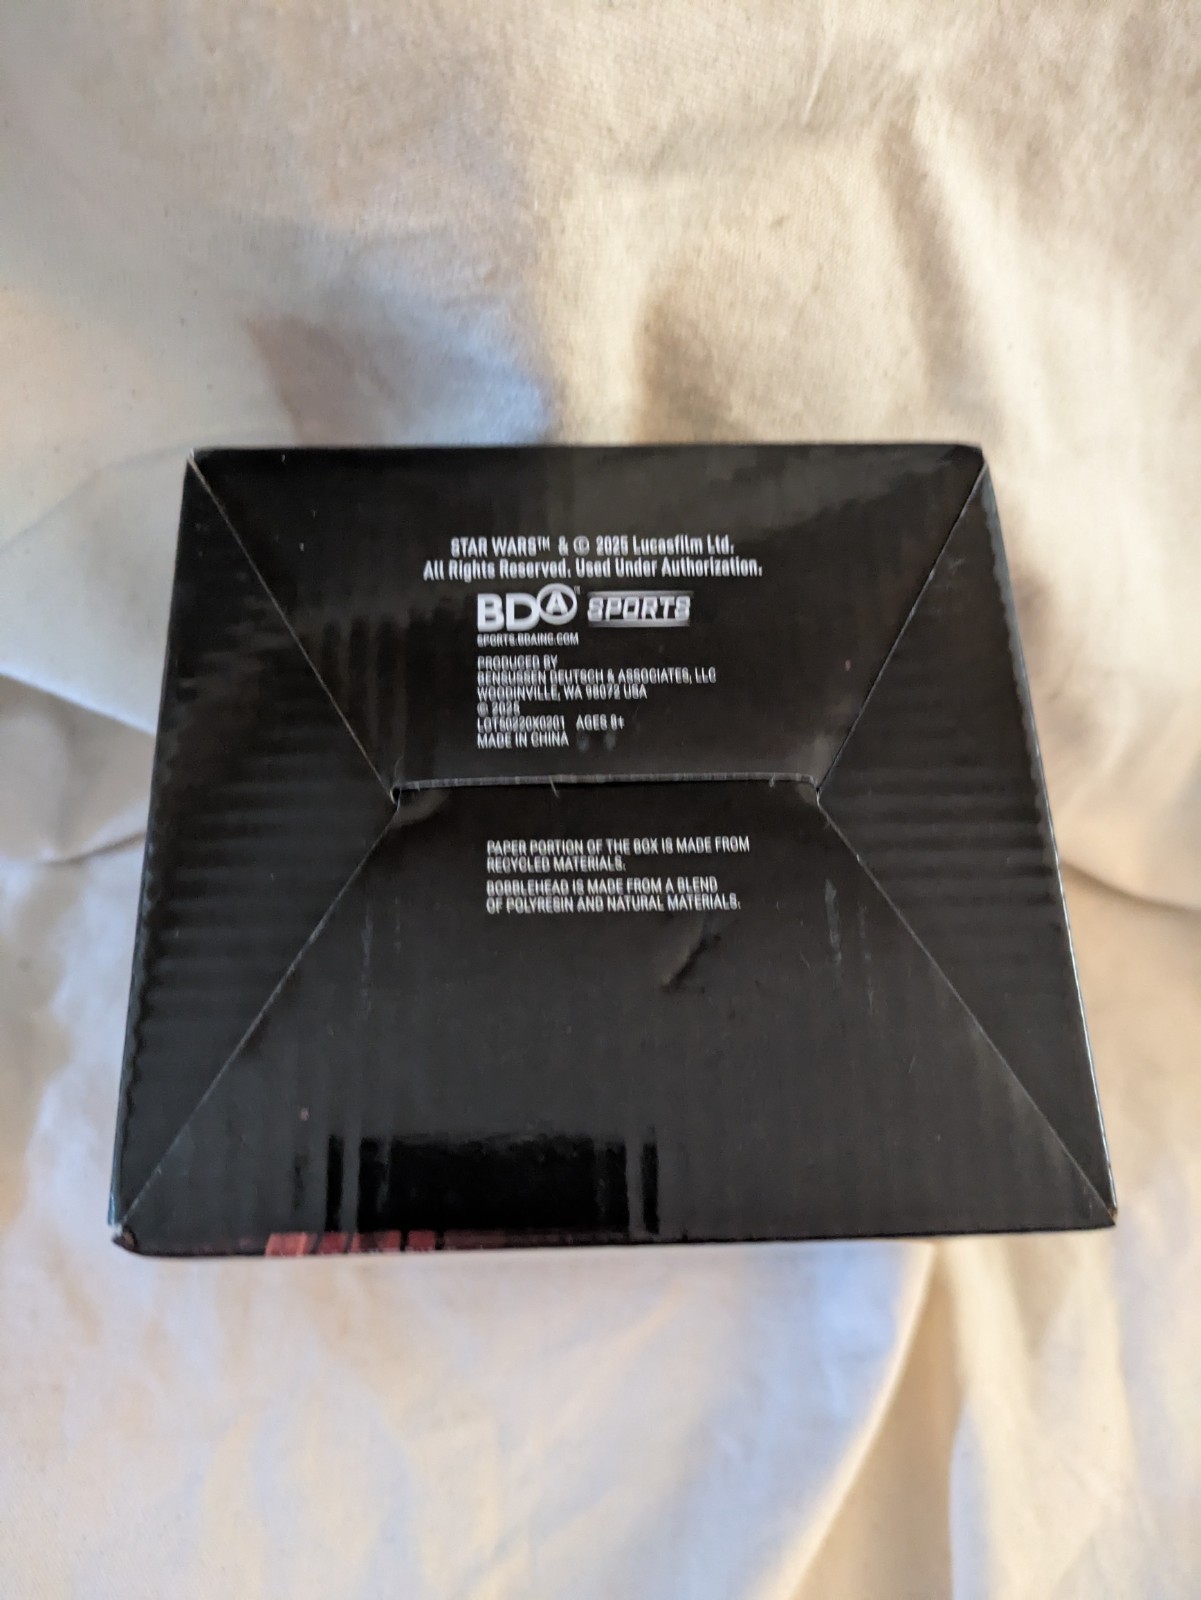 STAR WARS™ & © 2025 Lucasfilm Ltd.
All Rights Reserved. Used Under Authorization.
BDA™ SPORTS
SPORTS.BDAINC.COM
PRODUCED BY
BENSUSSEN DEUTSCH & ASSOCIATES, LLC
WOODINVILLE, WA 98072 USA
© 2025
AGES 8+
MADE IN CHINA
PAPER PORTION OF THE BOX IS MADE FROM
RECYCLED MATERIALS.
BOBBLEHEAD IS MADE FROM A BLEND
OF POLYRESIN AND NATURAL MATERIALS.